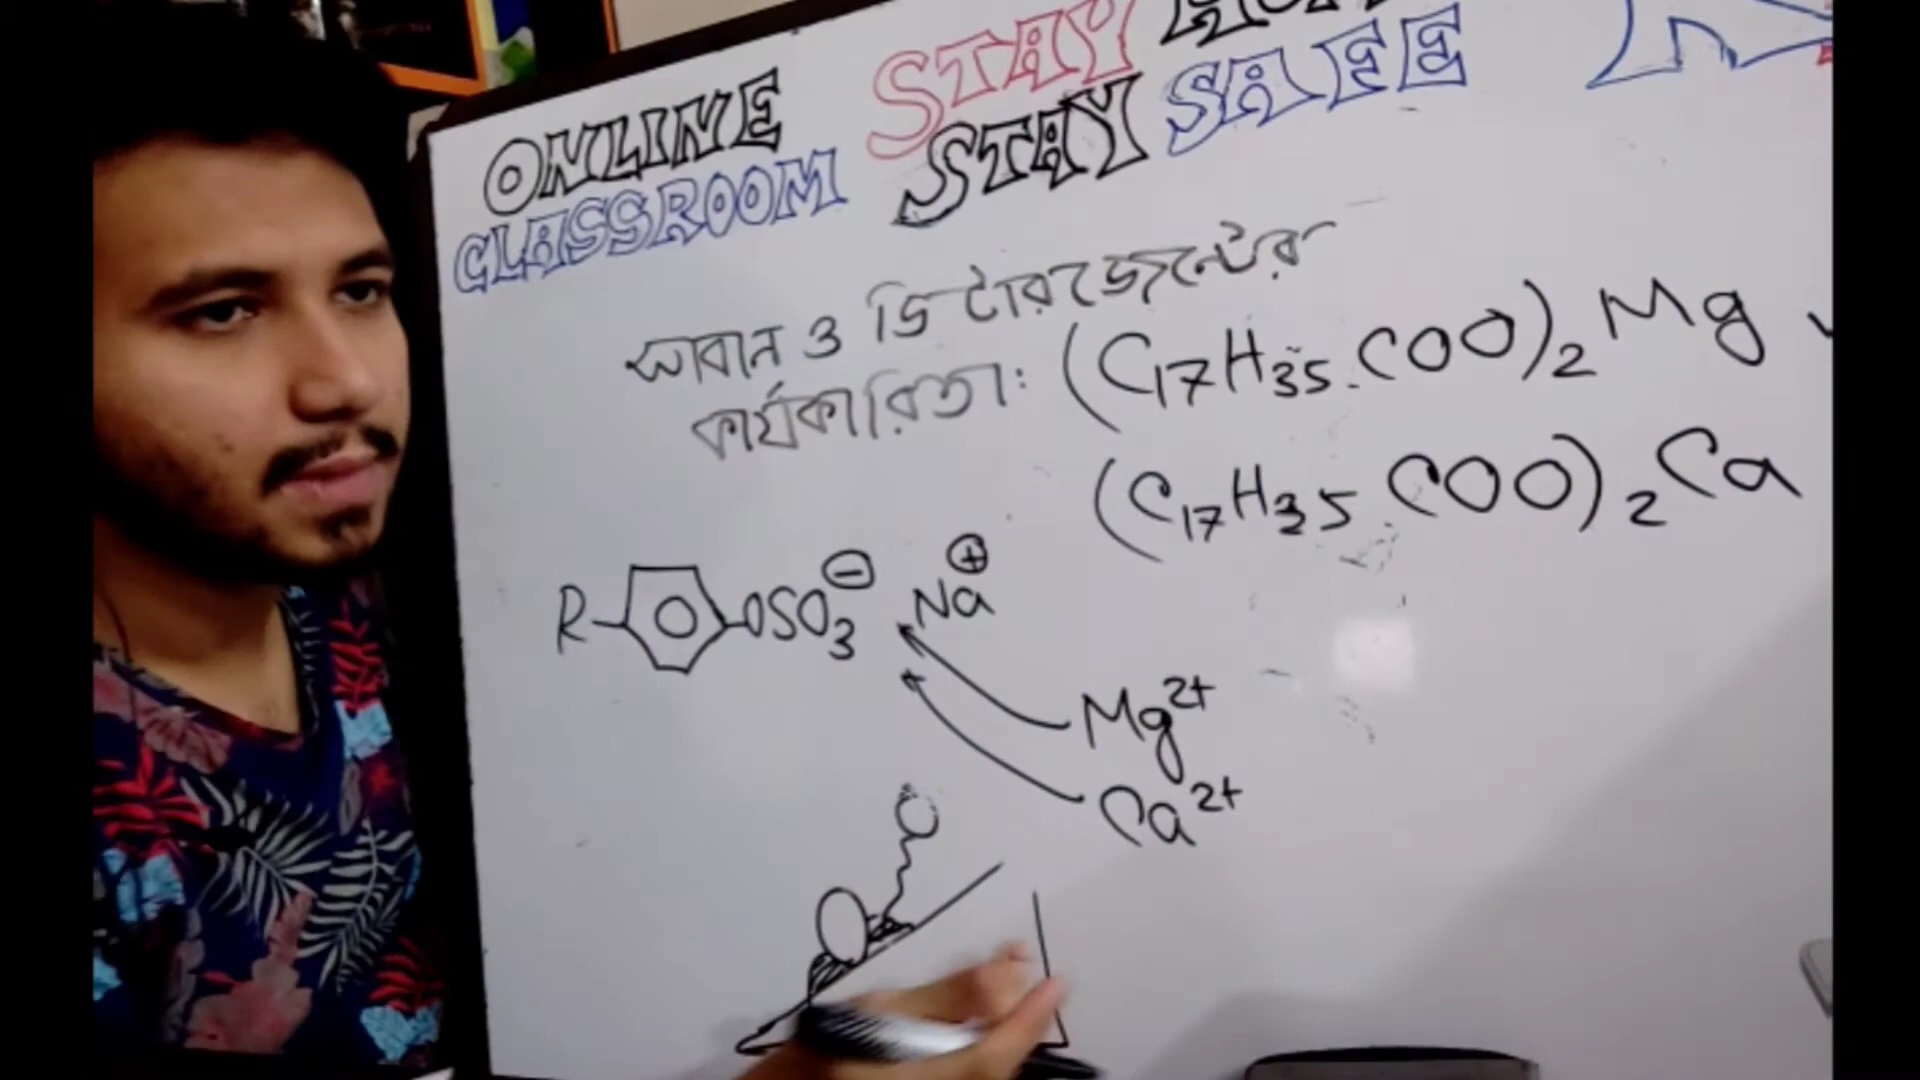 ONLINE
CLASSROOM
STAY
STAY SAFE
সাবান ও ডিটারজেন্টের
কার্যকারিতা:
(C₁₇H₃₅COO)₂Mg
(C₁₇H₃₅COO)₂Ca
R-OSO₃⊖ Na⊕
Mg²⁺
Ca²⁺